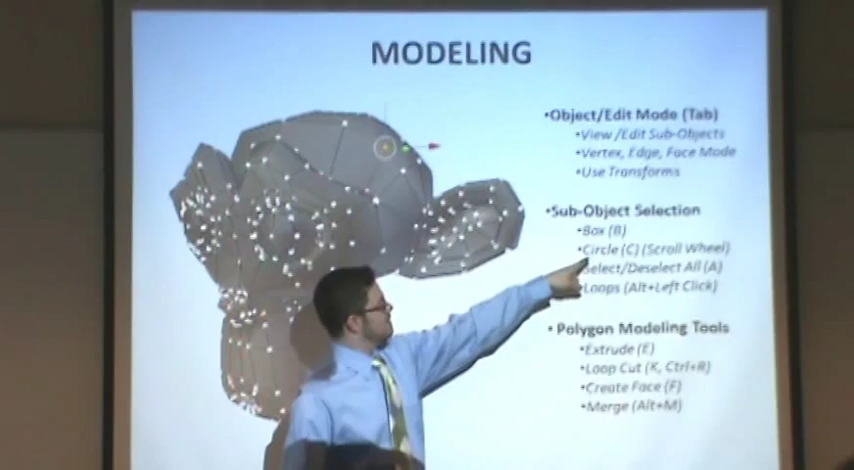 MODELING
•Object/Edit Mode (Tab)
•View /Edit Sub-Objects
•Vertex, Edge, Face Mode
•Use Transforms
•Sub-Object Selection
•Box (B)
•Circle (C) (Scroll Wheel)
Select/Deselect All (A)
•Loops (Alt+Left Click)
• Polygon Modeling Tools
•Extrude (E)
•Loop Cut (K, Ctrl+R)
•Create Face (F)
•Merge (Alt+M)